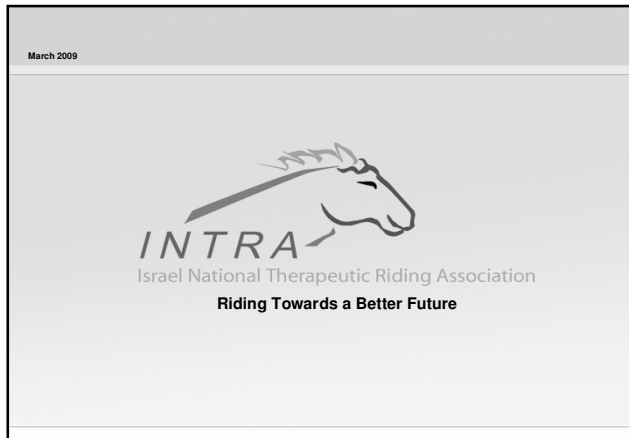 March 2009
INTRA
Israel National Therapeutic Riding Association
Riding Towards a Better Future